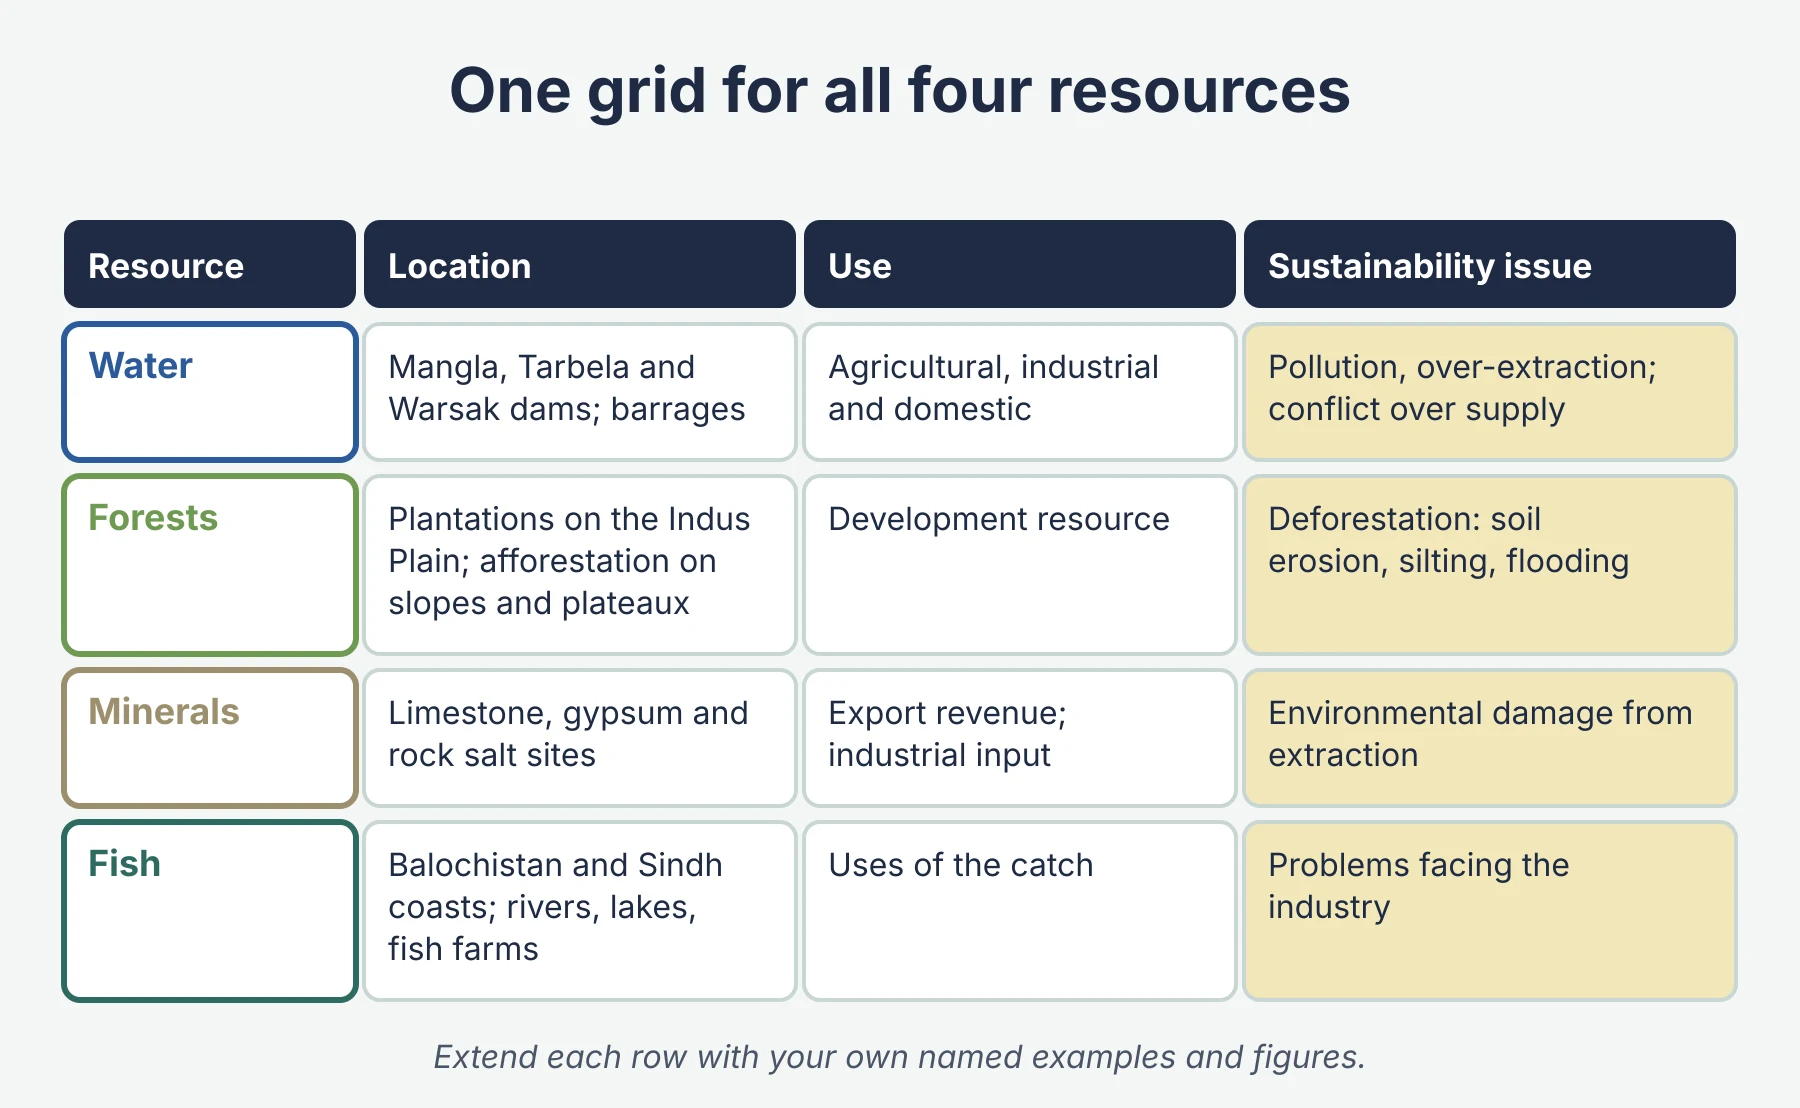 One grid for all four resources
Resource
Location
Use
Sustainability issue
Water
Mangla, Tarbela and
Warsak dams; barrages
Agricultural, industrial
and domestic
Pollution, over-extraction;
conflict over supply
Forests
Plantations on the Indus
Plain; afforestation on
slopes and plateaux
Development resource
Deforestation: soil
erosion, silting, flooding
Minerals
Limestone, gypsum and
rock salt sites
Export revenue;
industrial input
Environmental damage from
extraction
Fish
Balochistan and Sindh
coasts; rivers, lakes,
fish farms
Uses of the catch
Problems facing the
industry
Extend each row with your own named examples and figures.